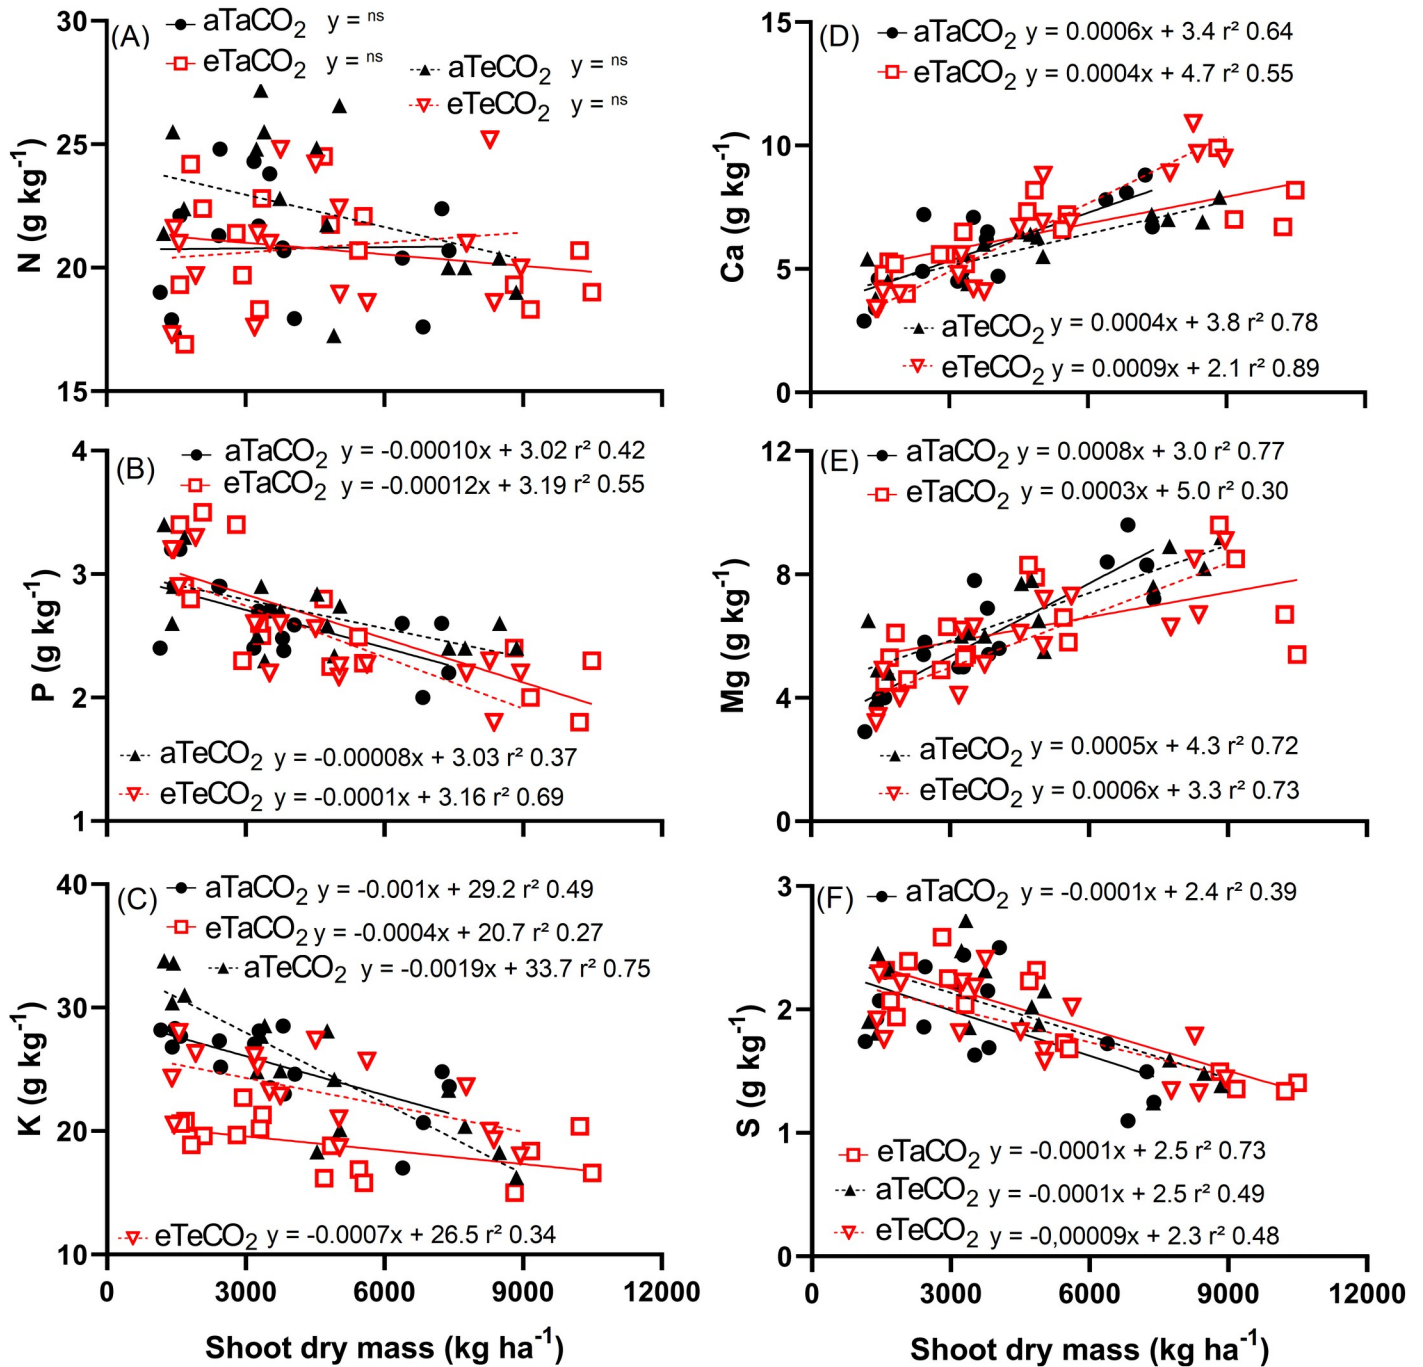 (A) aTaCO2 y = ns
eTaCO2 y = ns
aTeCO2 y = ns
eTeCO2 y = ns
30
25
20
15
N (g kg-1)
(B) aTaCO2 y = -0.00010x + 3.02 r² 0.42
eTaCO2 y = -0.00012x + 3.19 r² 0.55
aTeCO2 y = -0.00008x + 3.03 r² 0.37
eTeCO2 y = -0.0001x + 3.16 r² 0.69
4
3
2
1
P (g kg-1)
(C) aTaCO2 y = -0.001x + 29.2 r² 0.49
eTaCO2 y = -0.0004x + 20.7 r² 0.27
aTeCO2 y = -0.0019x + 33.7 r² 0.75
eTeCO2 y = -0.0007x + 26.5 r² 0.34
40
30
20
10
K (g kg-1)
0 3000 6000 9000 12000
Shoot dry mass (kg ha-1)
(D) aTaCO2 y = 0.0006x + 3.4 r² 0.64
eTaCO2 y = 0.0004x + 4.7 r² 0.55
aTeCO2 y = 0.0004x + 3.8 r² 0.78
eTeCO2 y = 0.0009x + 2.1 r² 0.89
15
10
5
0
Ca (g kg-1)
(E) aTaCO2 y = 0.0008x + 3.0 r² 0.77
eTaCO2 y = 0.0003x + 5.0 r² 0.30
aTeCO2 y = 0.0005x + 4.3 r² 0.72
eTeCO2 y = 0.0006x + 3.3 r² 0.73
12
8
4
0
Mg (g kg-1)
(F) aTaCO2 y = -0.0001x + 2.4 r² 0.39
eTaCO2 y = -0.0001x + 2.5 r² 0.73
aTeCO2 y = -0.0001x + 2.5 r² 0.49
eTeCO2 y = -0,00009x + 2.3 r² 0.48
3
2
1
0
S (g kg-1)
0 3000 6000 9000 12000
Shoot dry mass (kg ha-1)